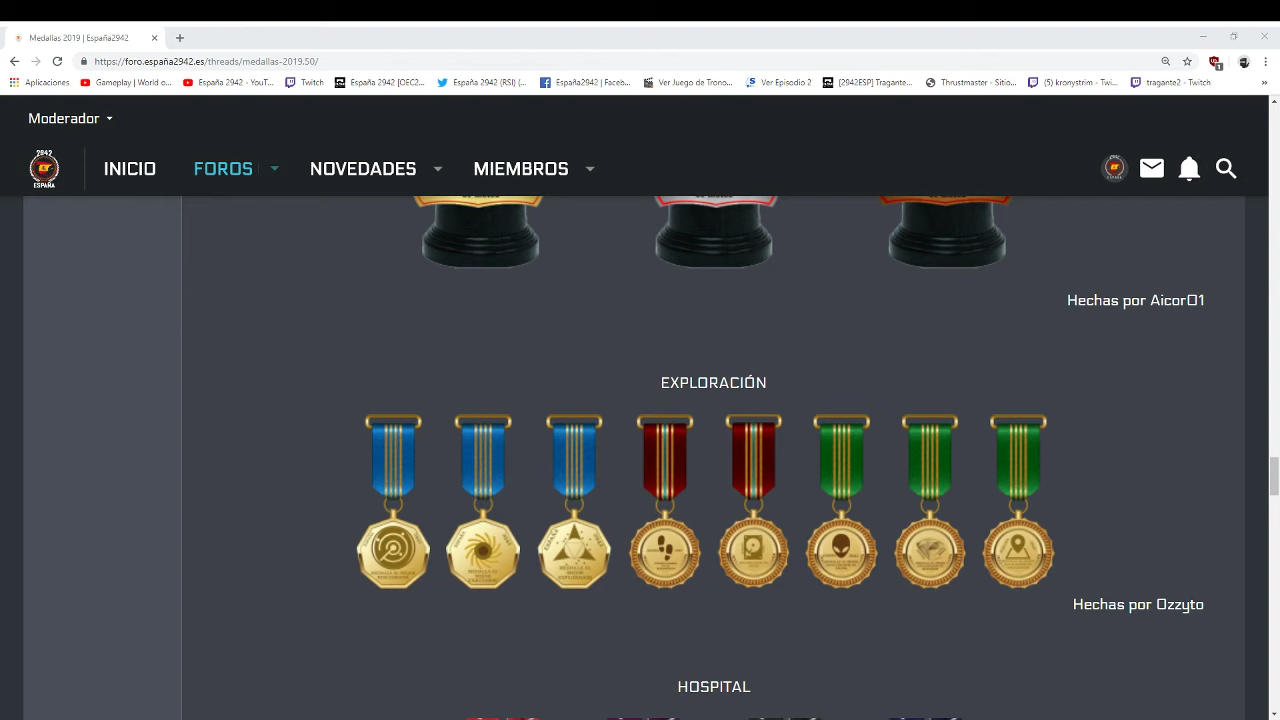 Medallas 2019 | España2942
https://foro.españa2942.es/threads/medallas-2019.50/
Aplicaciones
Gameplay | World o...
España 2942 - YouT...
Twitch
España 2942 [OEC2...
España 2942 (RSI) (...
España2942 | Faceb...
Ver Juego de Trono...
Ver Episodio 2
[2942ESP] Tragante...
Thrustmaster - Sitio...
(5) kronystrim - Twi...
tragante2 - Twitch
Moderador
2942
ESPAÑA
INICIO
FOROS
NOVEDADES
MIEMBROS
Hechas por Aicor01
EXPLORACIÓN
Hechas por Ozzyto
HOSPITAL